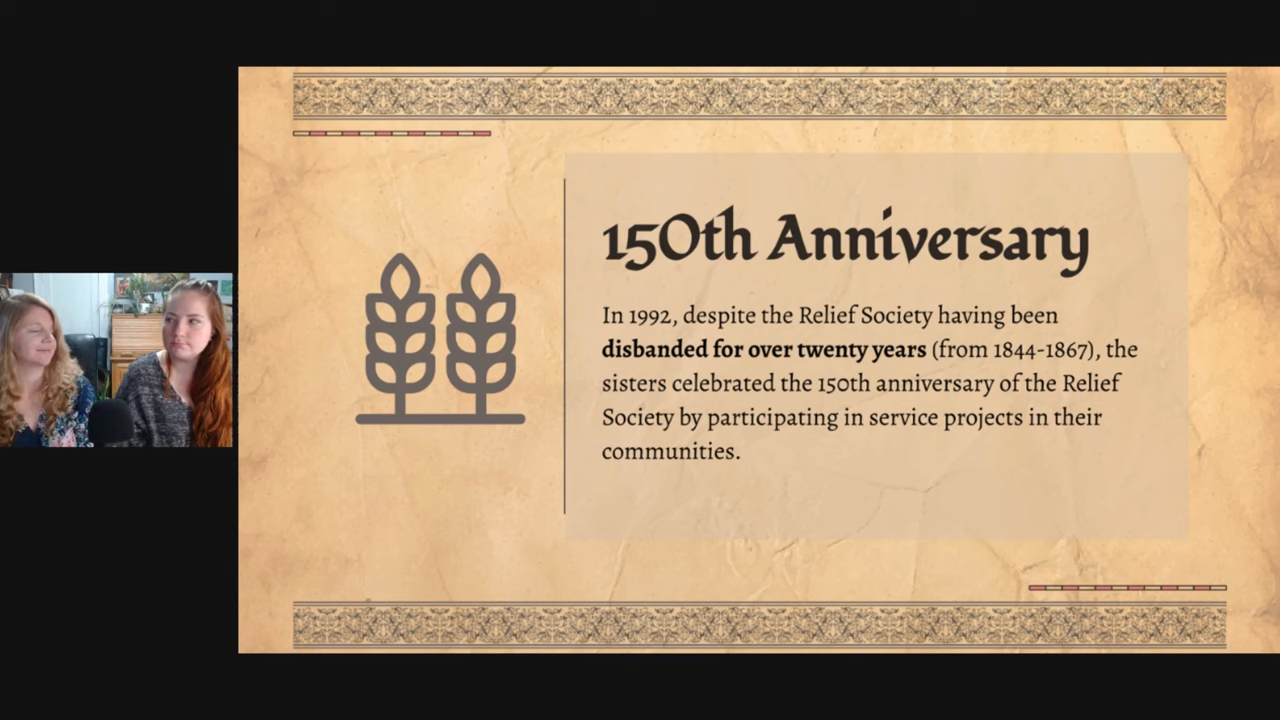 150th Anniversary
In 1992, despite the Relief Society having been
disbanded for over twenty years (from 1844-1867), the
sisters celebrated the 150th anniversary of the Relief
Society by participating in service projects in their
communities.